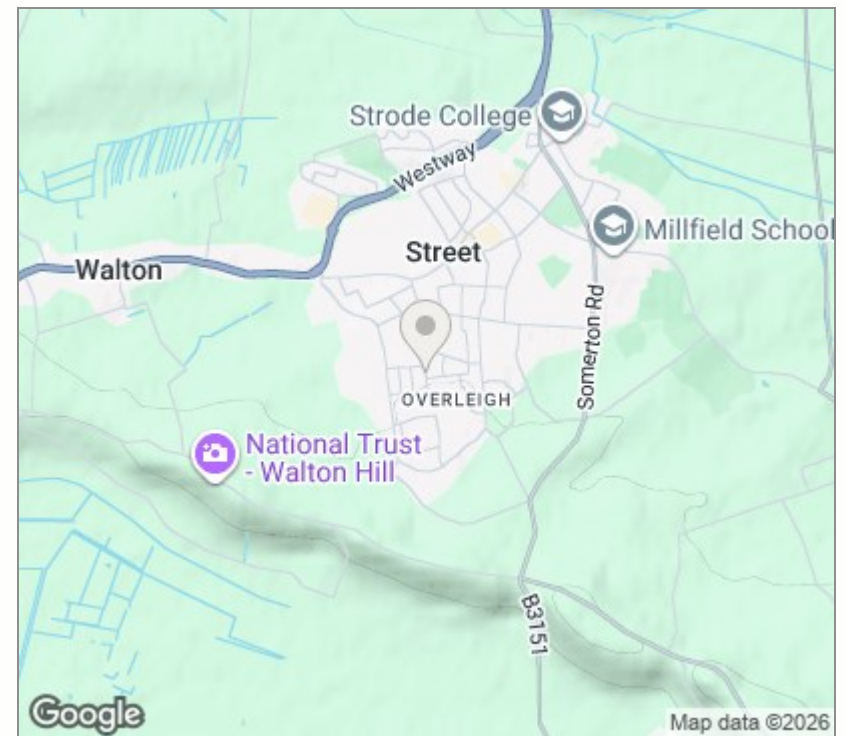 Strode College
Westway
Millfield School
Street
Walton
Somerton Rd
OVERLEIGH
National Trust
- Walton Hill
B3151
Google
Map data ©2026